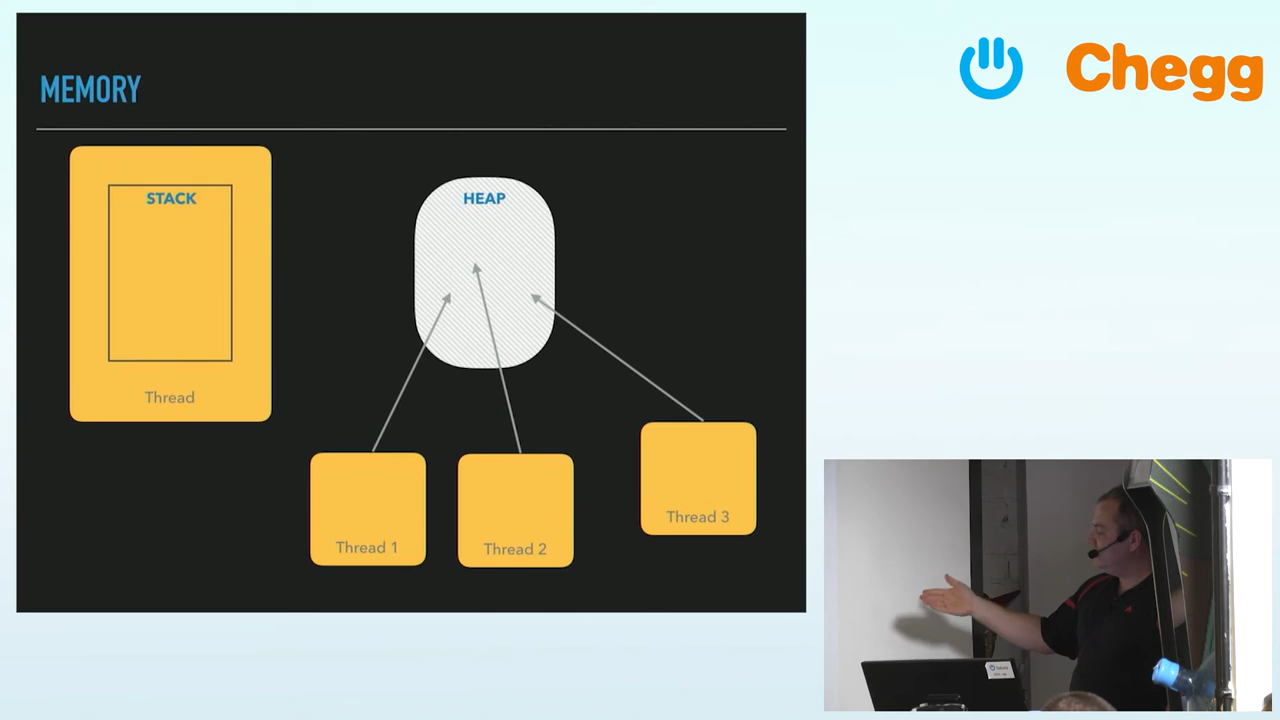 MEMORY
STACK
Thread
HEAP
Thread 1
Thread 2
Thread 3
Chegg